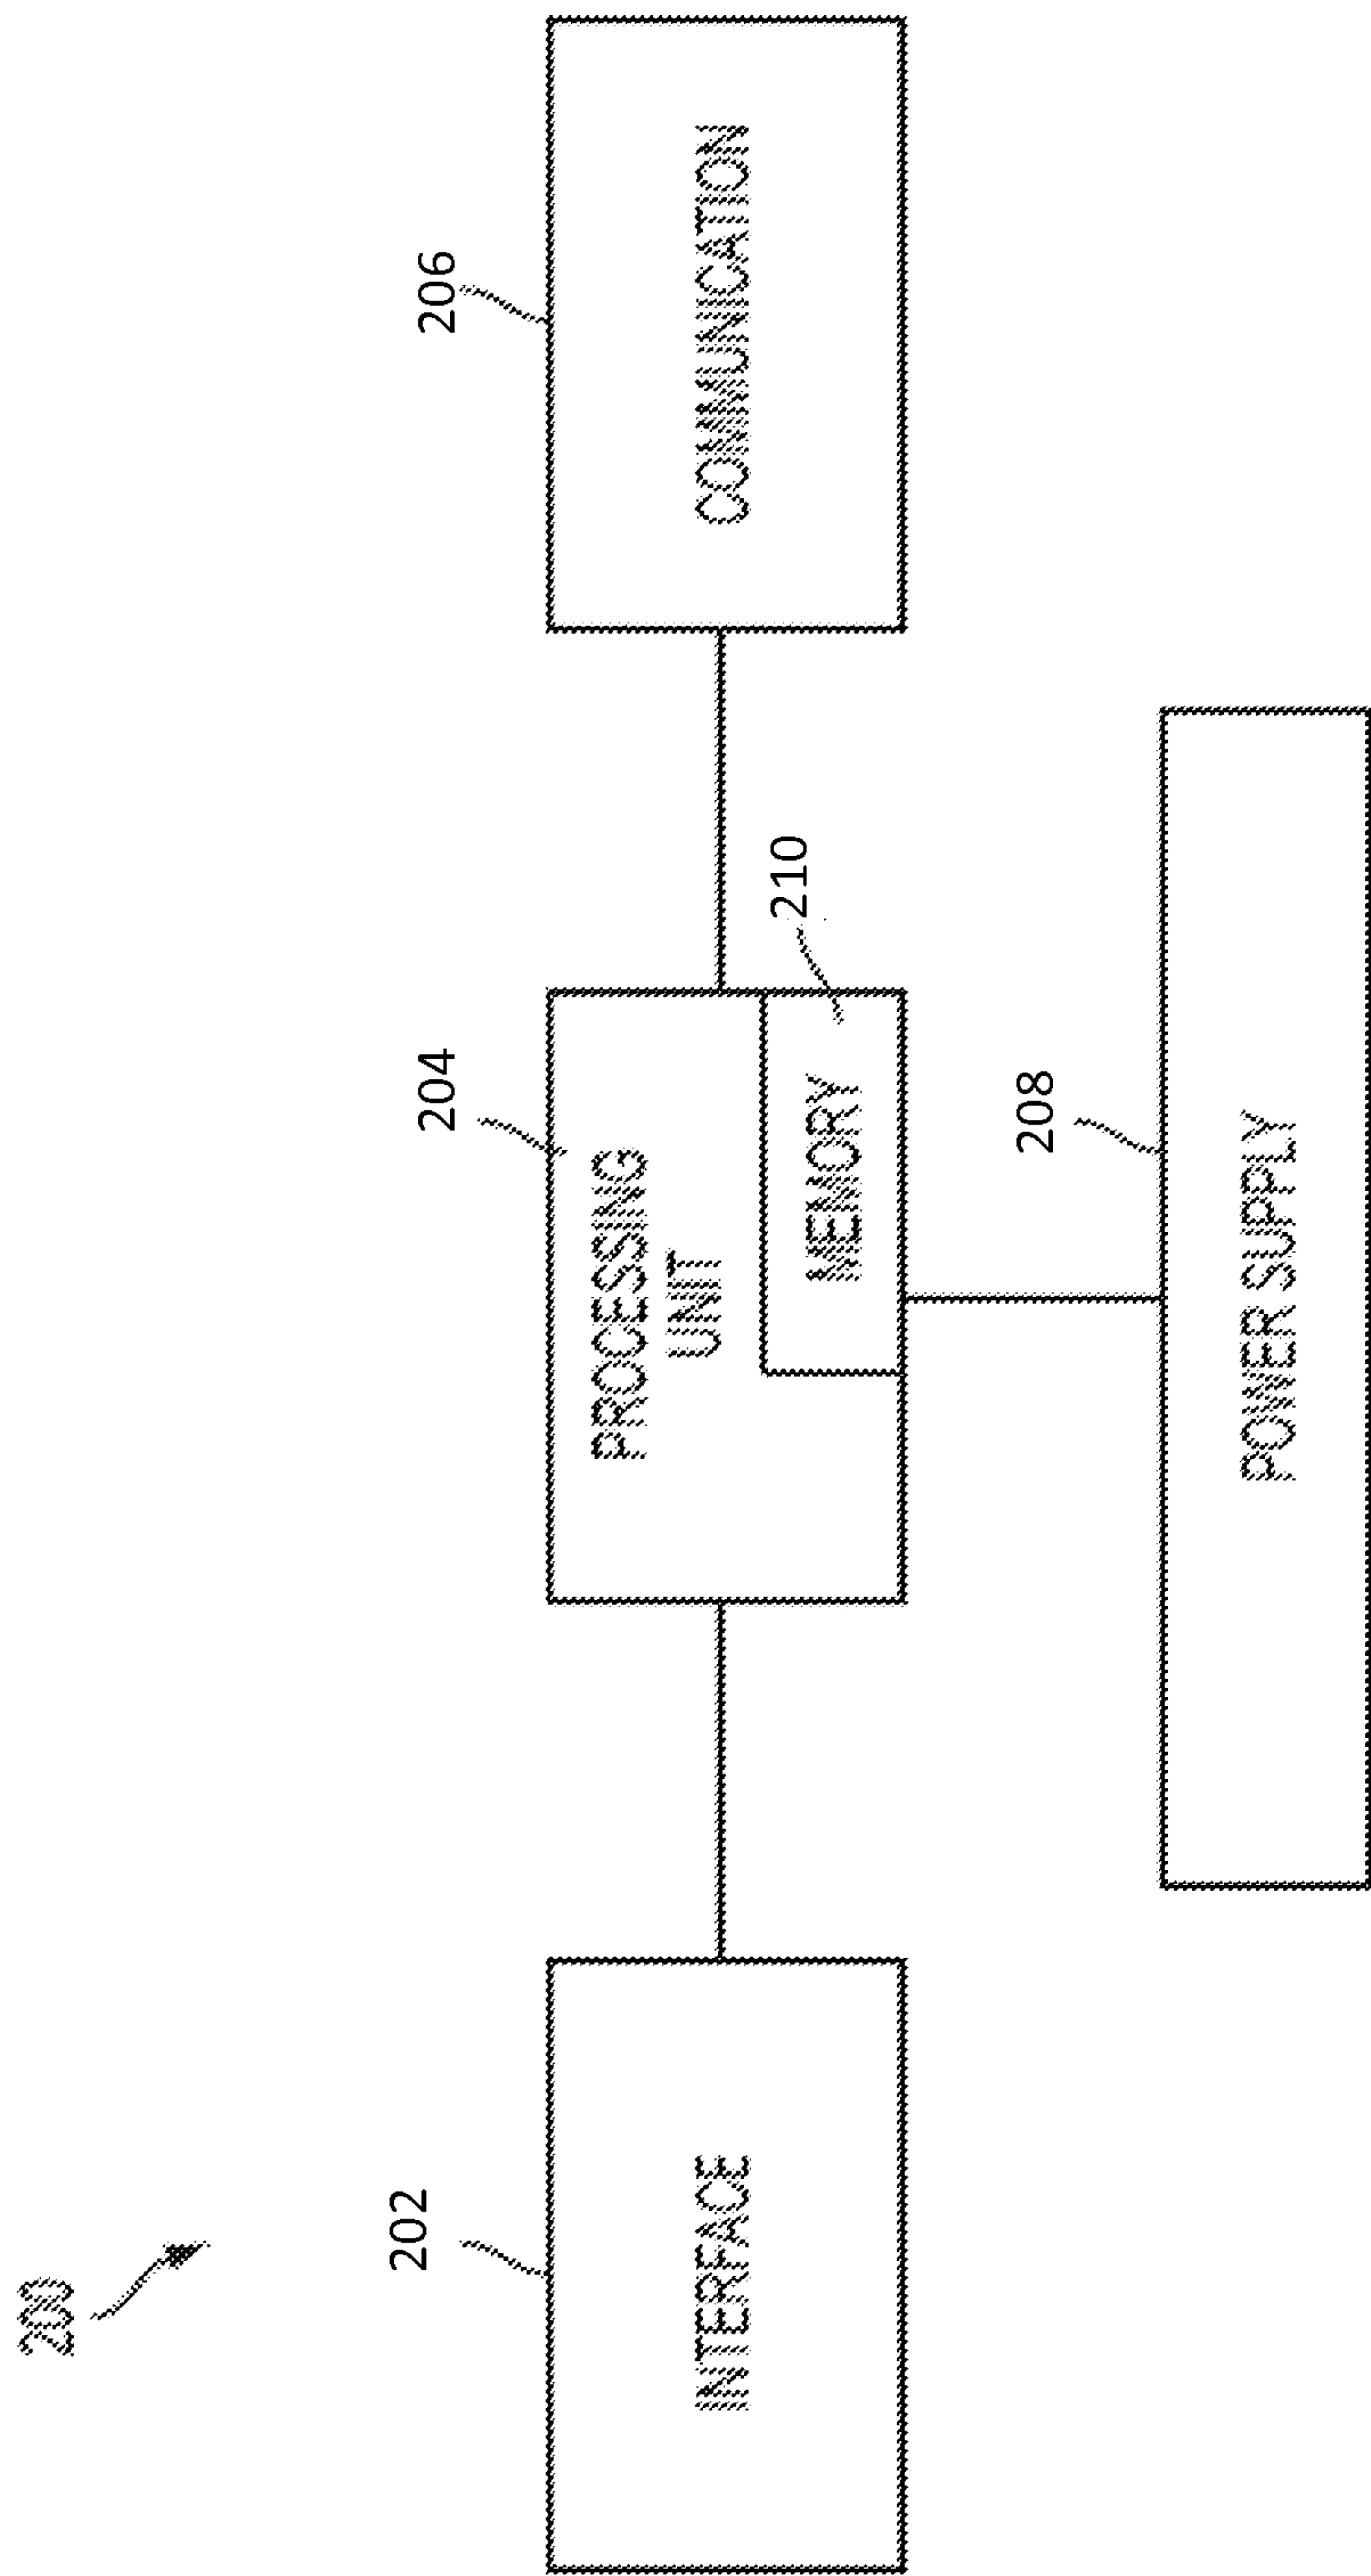 200
202
204
206
INTERFACE
PROCESSING
UNIT
COMMUNICATION
210
MEMORY
208
POWER SUPPLY